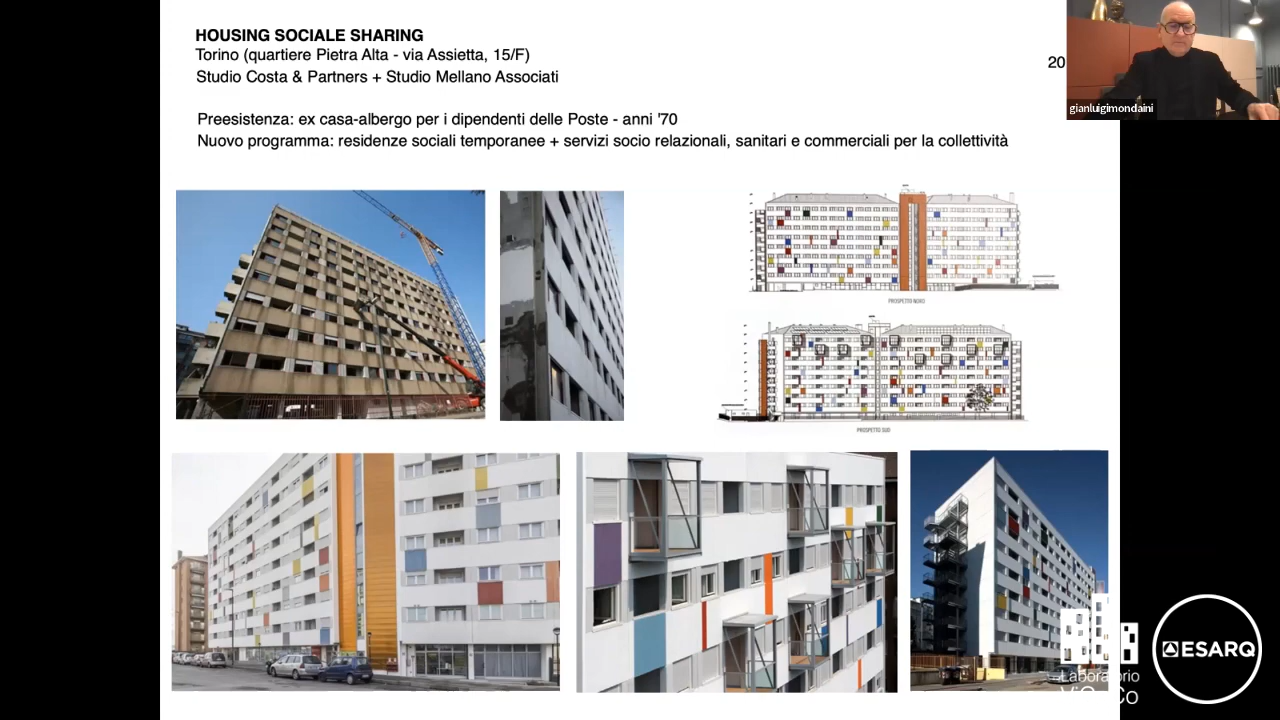 HOUSING SOCIALE SHARING
Torino (quartiere Pietra Alta - via Assietta, 15/F)
Studio Costa & Partners + Studio Mellano Associati
20
gianluigimondaini
Preesistenza: ex casa-albergo per i dipendenti delle Poste - anni '70
Nuovo programma: residenze sociali temporanee + servizi socio relazionali, sanitari e commerciali per la collettività
PROSPETTO NORD
PROSPETTO SUD
Laboratorio
ESARQ